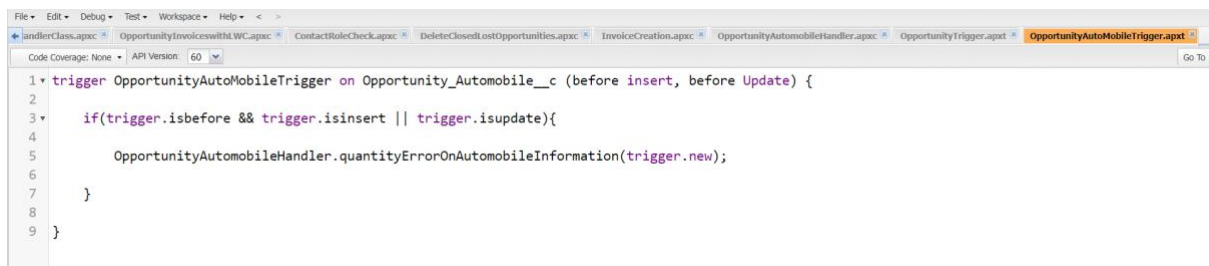 File Edit Debug Test Workspace Help < >
andlerClass.apxc OpportunityInvoiceswithLWC.apxc ContactRoleCheck.apxc DeleteClosedLostOpportunities.apxc InvoiceCreation.apxc OpportunityAutomobileHandler.apxc OpportunityTrigger.apxt OpportunityAutoMobileTrigger.apxt
Code Coverage: None API Version: 60 Go To
1 trigger OpportunityAutoMobileTrigger on Opportunity_Automobile__c (before insert, before Update) {
2
3 if(trigger.isbefore && trigger.isinsert || trigger.isupdate){
4
5 OpportunityAutomobileHandler.quantityErrorOnAutomobileInformation(trigger.new);
6
7 }
8
9 }